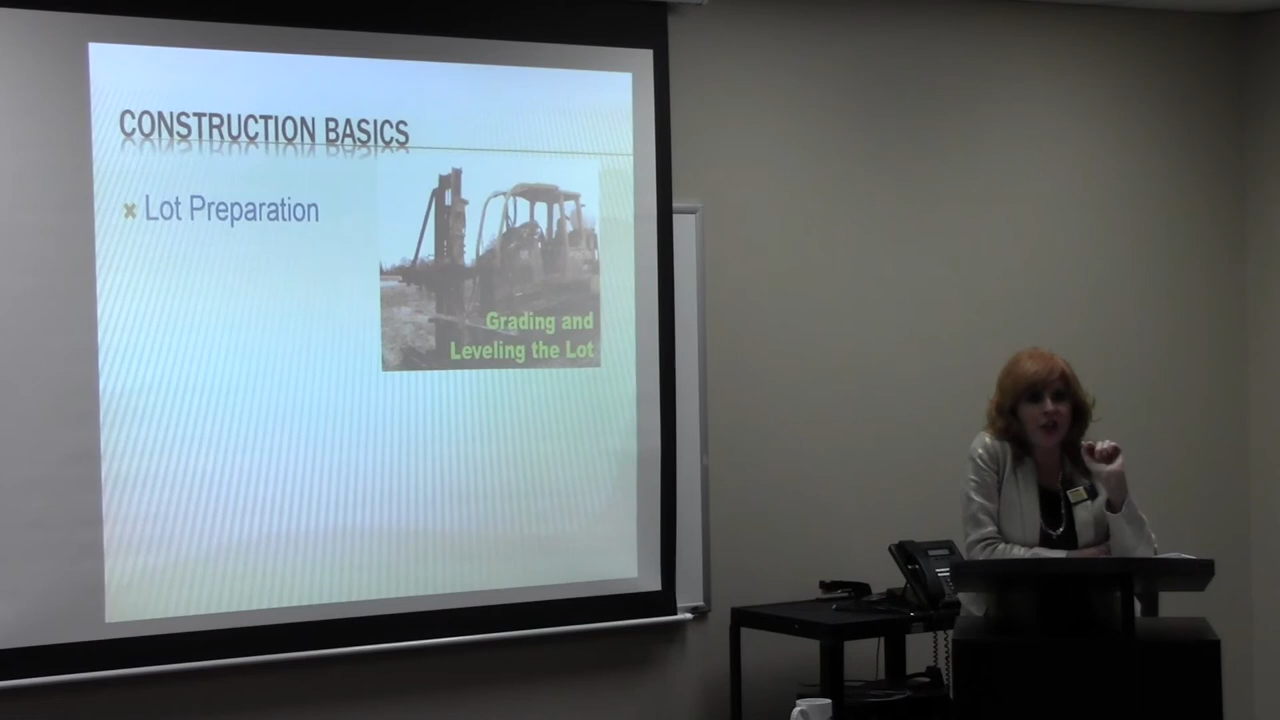 CONSTRUCTION BASICS
Lot Preparation
Grading and
Leveling the Lot